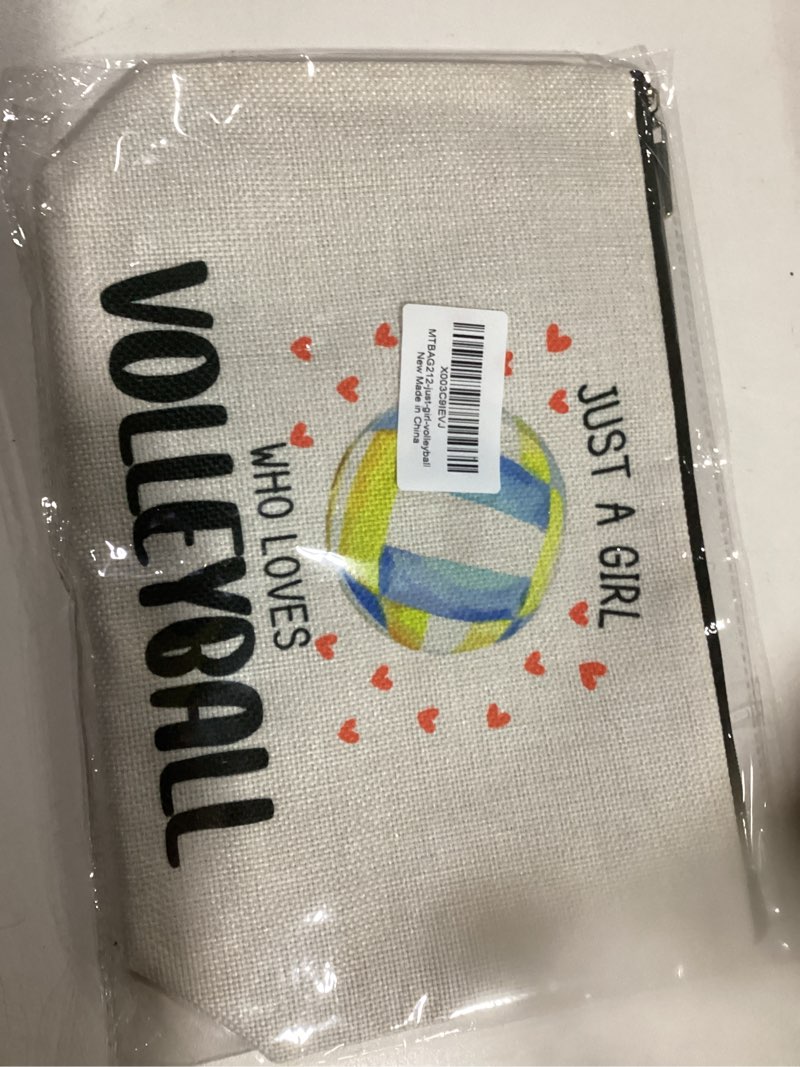 JUST A GIRL
X003C9IEVJ
MTBAG212-just-girl-volleyball
New Made in China
WHO LOVES
VOLLEYBALL